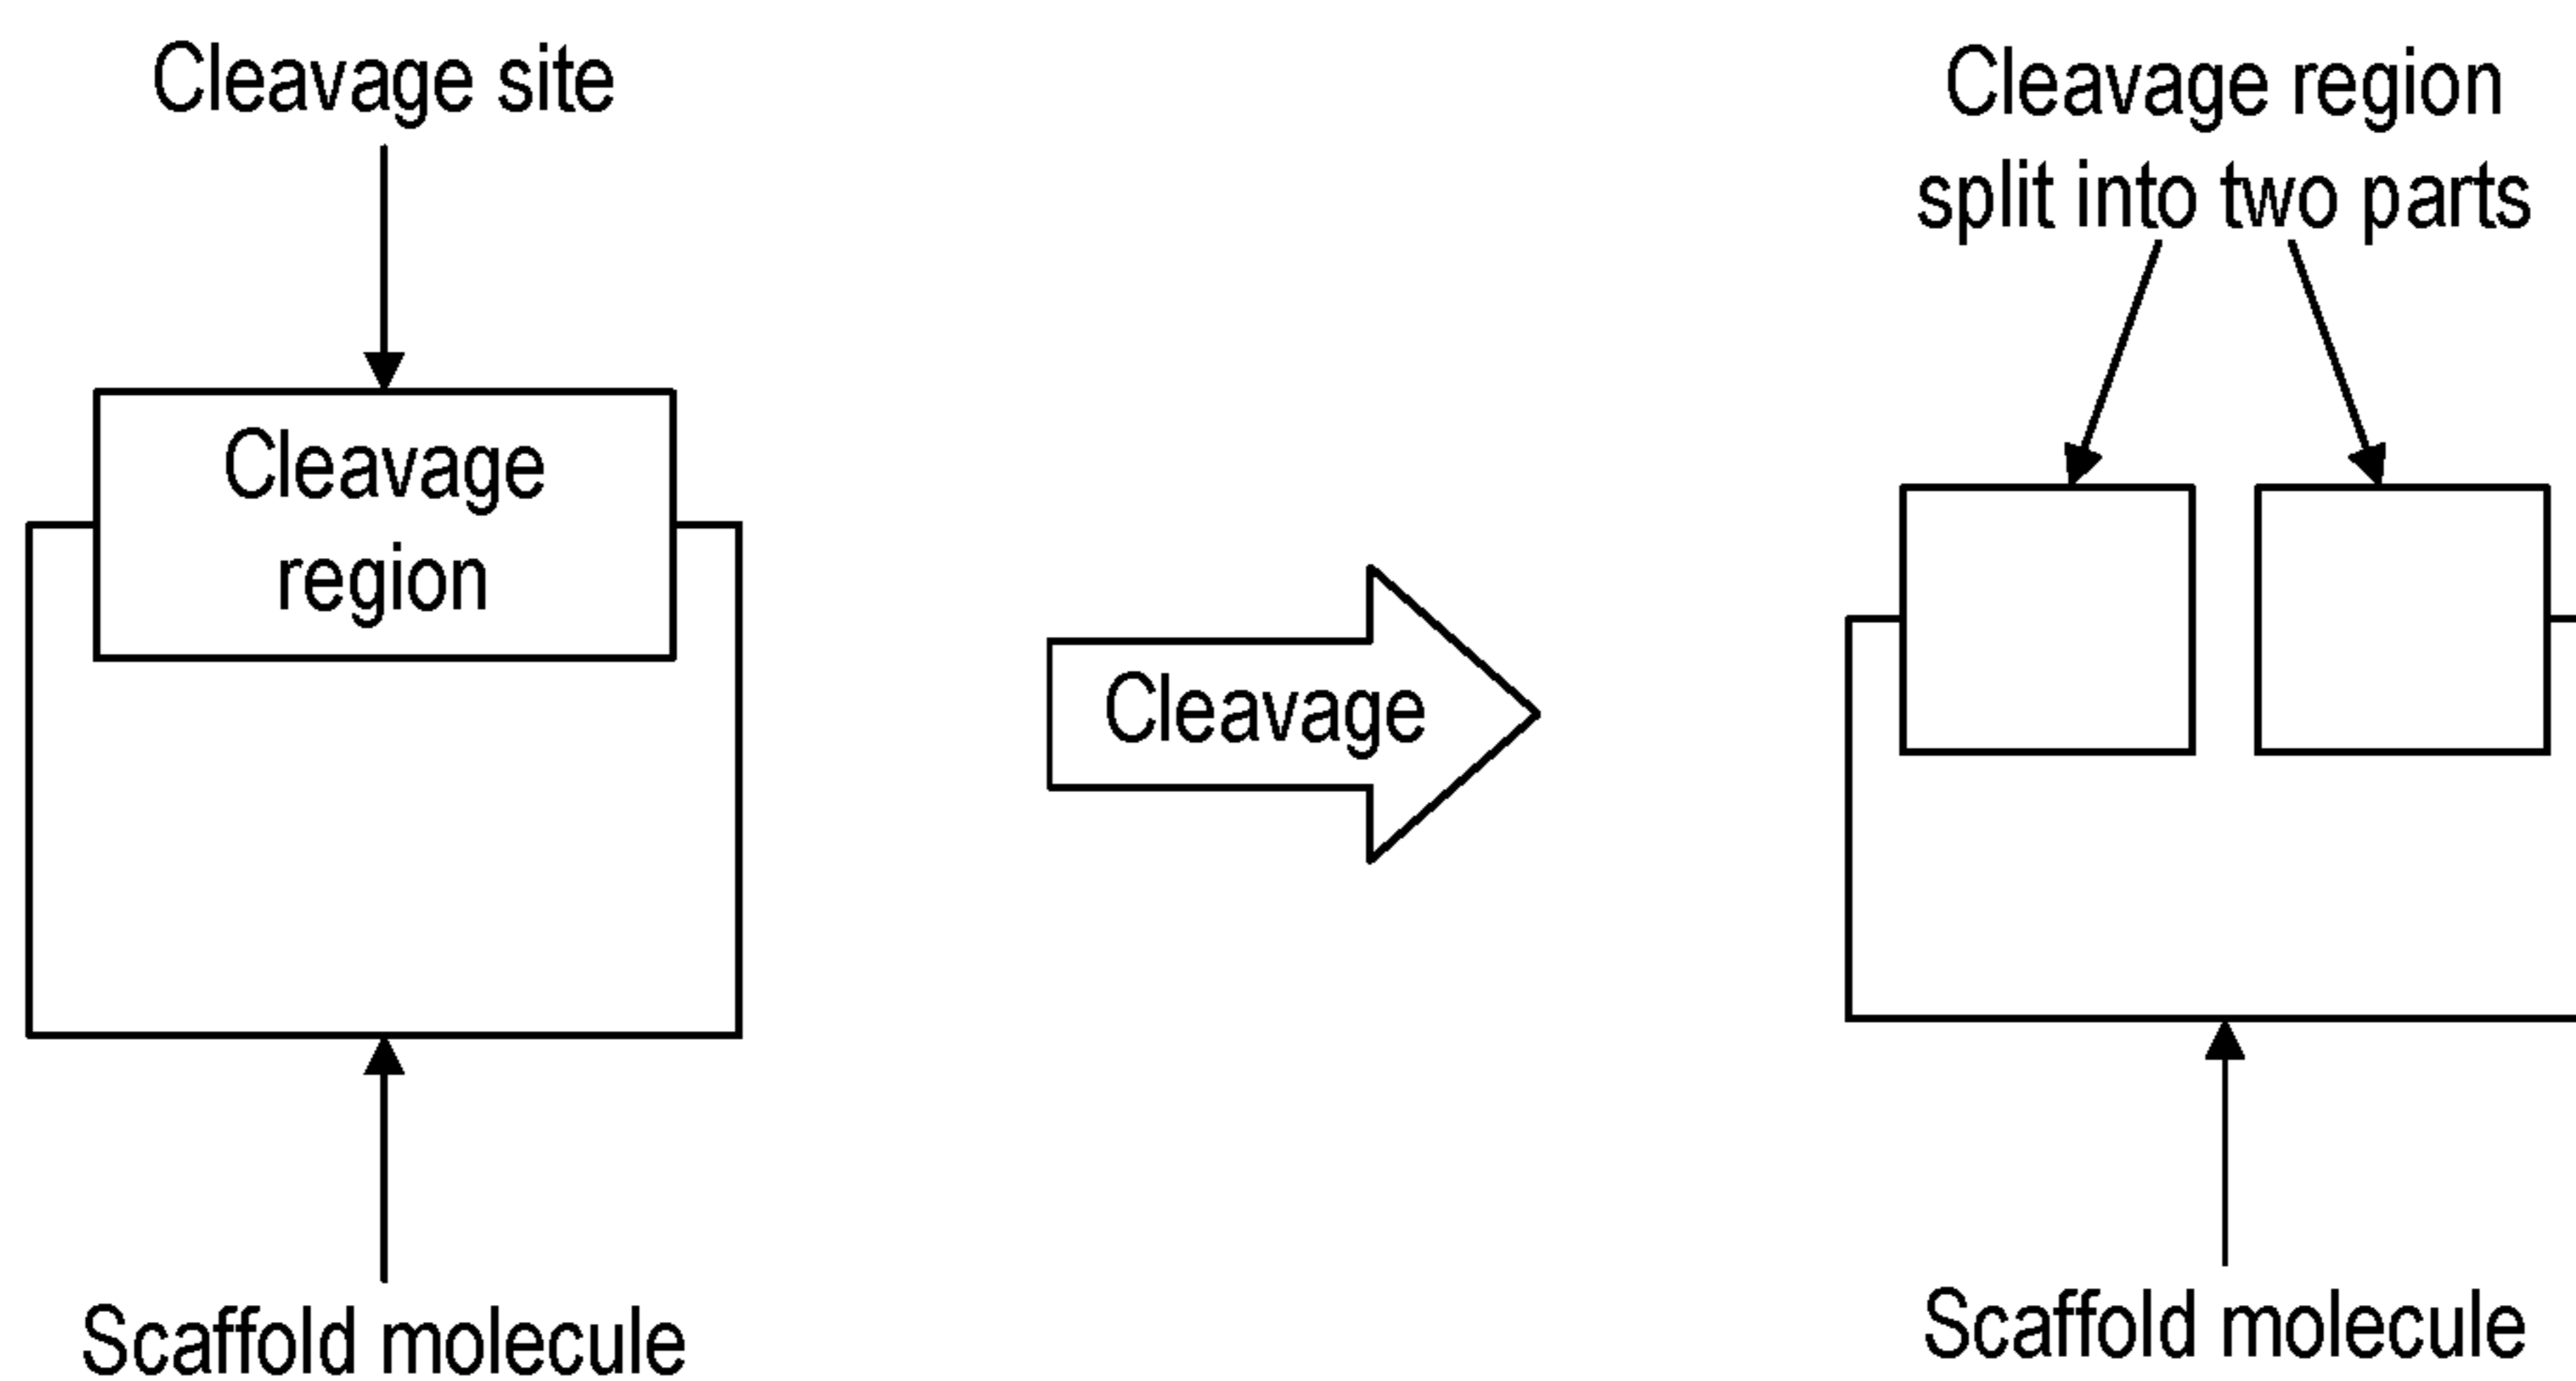 Cleavage site
Cleavage
region
Scaffold molecule
Cleavage
Cleavage region
split into two parts
Scaffold molecule